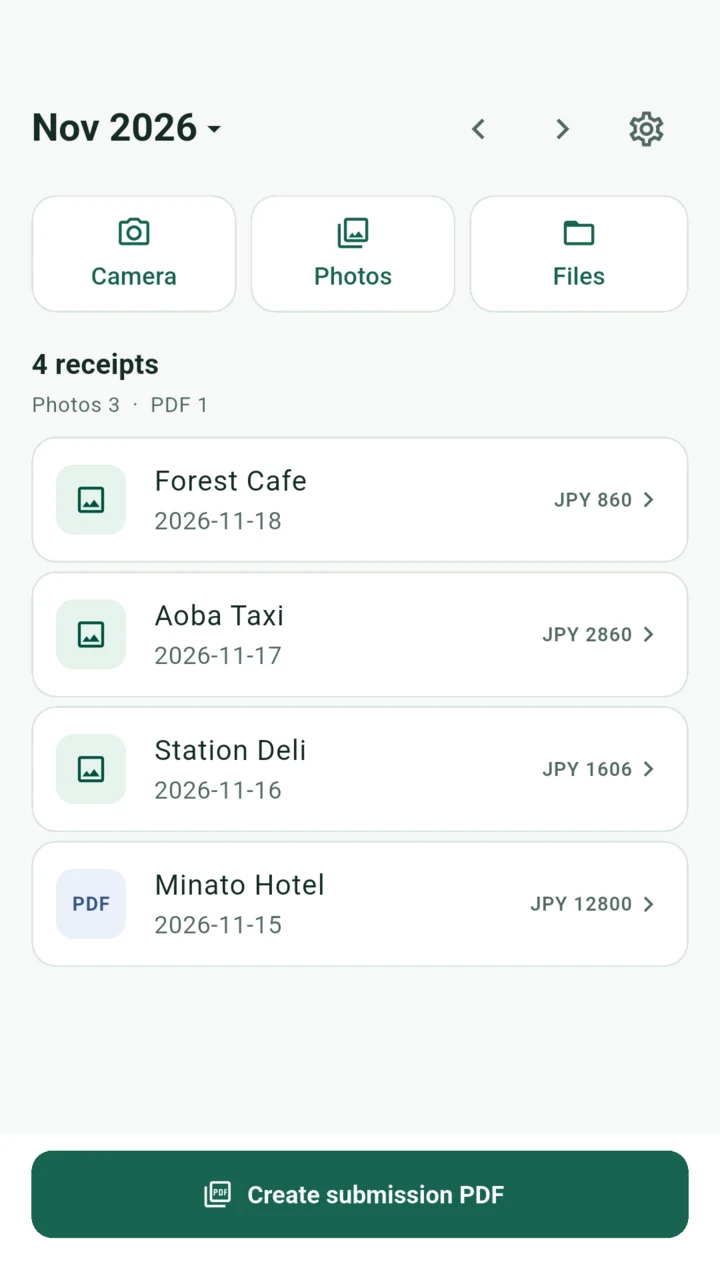 Nov 2026
Camera
Photos
Files
4 receipts
Photos 3 · PDF 1
Forest Cafe
2026-11-18
JPY 860
Aoba Taxi
2026-11-17
JPY 2860
Station Deli
2026-11-16
JPY 1606
PDF
Minato Hotel
2026-11-15
JPY 12800
PDF
Create submission PDF